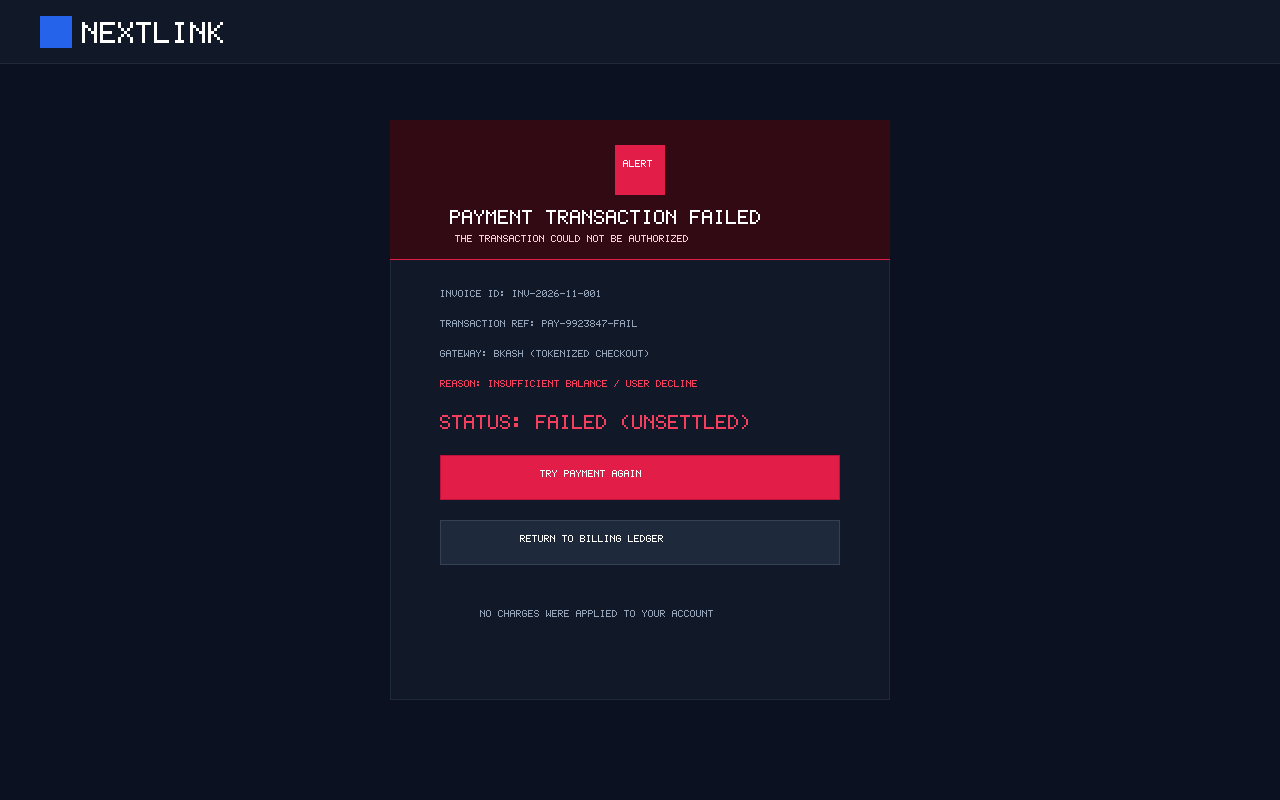 NEXTLINK
ALERT
PAYMENT TRANSACTION FAILED
THE TRANSACTION COULD NOT BE AUTHORIZED
INVOICE ID: INV-2026-11-001
TRANSACTION REF: PAY-9923847-FAIL
GATEWAY: BKASH (TOKENIZED CHECKOUT)
REASON: INSUFFICIENT BALANCE / USER DECLINE
STATUS: FAILED (UNSETTLED)
TRY PAYMENT AGAIN
RETURN TO BILLING LEDGER
NO CHARGES WERE APPLIED TO YOUR ACCOUNT